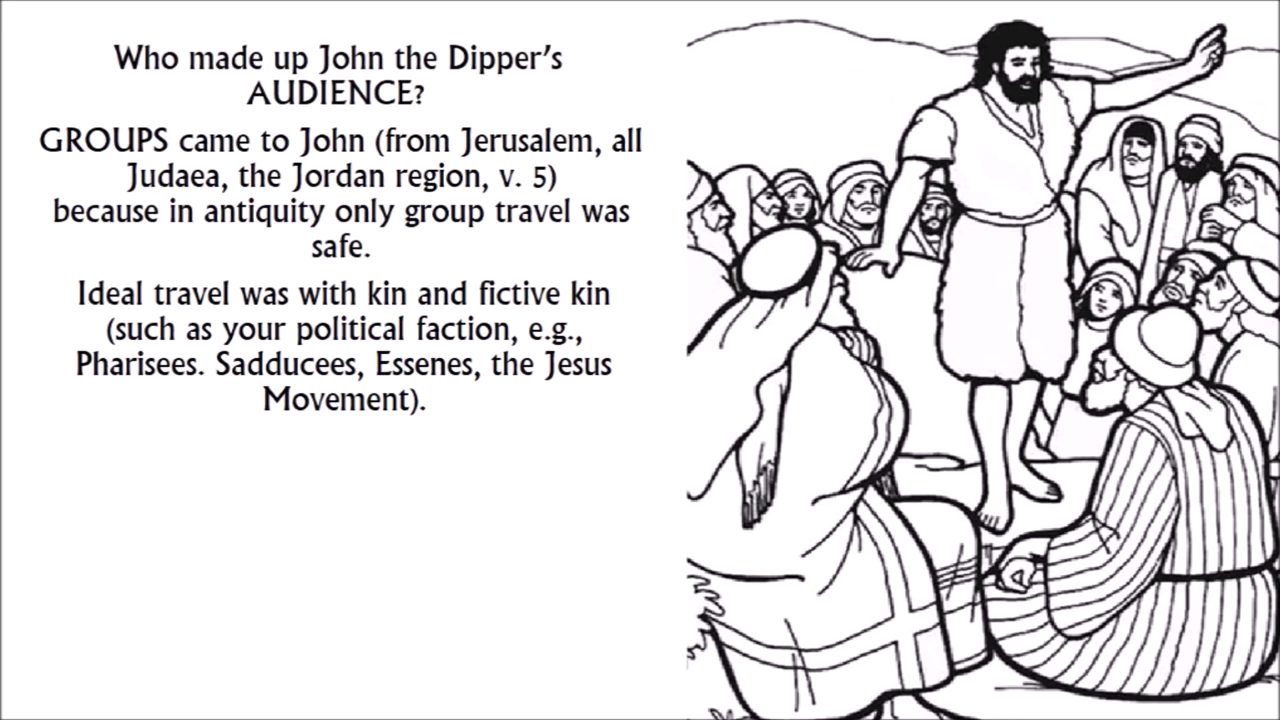 Who made up John the Dipper's
AUDIENCE?
GROUPS came to John (from Jerusalem, all
Judaea, the Jordan region, v. 5)
because in antiquity only group travel was
safe.
Ideal travel was with kin and fictive kin
(such as your political faction, e.g.,
Pharisees. Sadducees, Essenes, the Jesus
Movement).